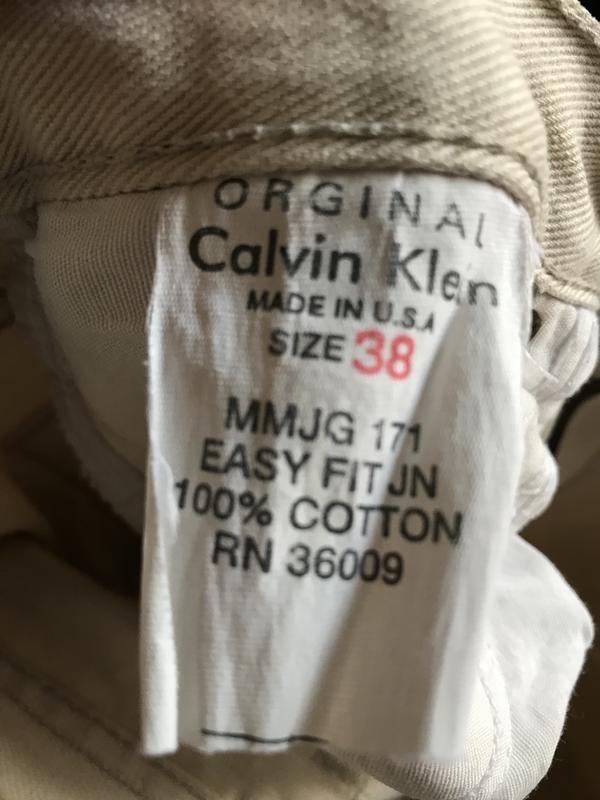 ORGINAL
Calvin Klein
MADE IN U.S.A
SIZE 38
MMJG 171
EASY FIT JN
100% COTTON
RN 36009